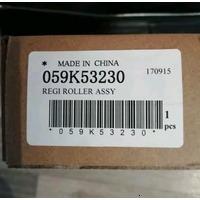 * MADE IN CHINA
059K53230 170915
REGI ROLLER ASSY
1
pcs
*059K53230*